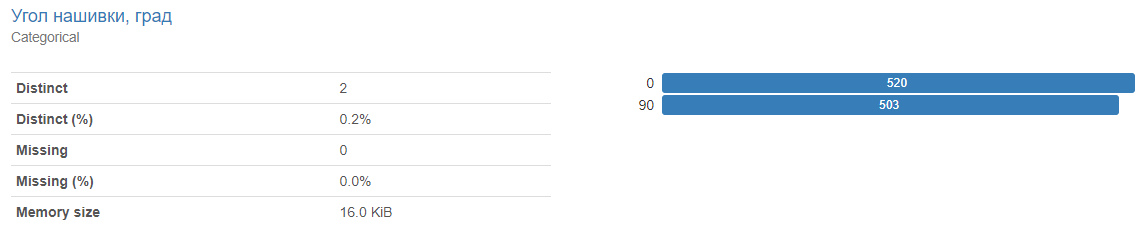 Угол нашивки, град
Categorical
Distinct 2
Distinct (%) 0.2%
Missing 0
Missing (%) 0.0%
Memory size 16.0 KiB
0 520
90 503